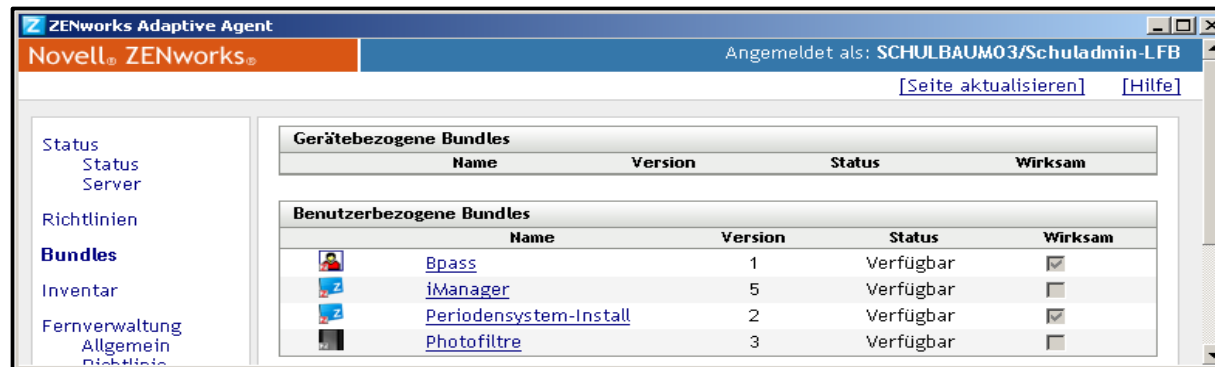 ZENworks Adaptive Agent
Novell® ZENworks®
Angemeldet als: SCHULBAUM03/Schuladmin-LFB
[Seite aktualisieren] [Hilfe]
Status
Status
Server
Richtlinien
Bundles
Inventar
Fernverwaltung
Allgemein
Richtlinie
Gerätebezogene Bundles
Name Version Status Wirksam
Benutzerbezogene Bundles
Name Version Status Wirksam
Bpass 1 Verfügbar
iManager 5 Verfügbar
Periodensystem-Install 2 Verfügbar
Photofiltre 3 Verfügbar